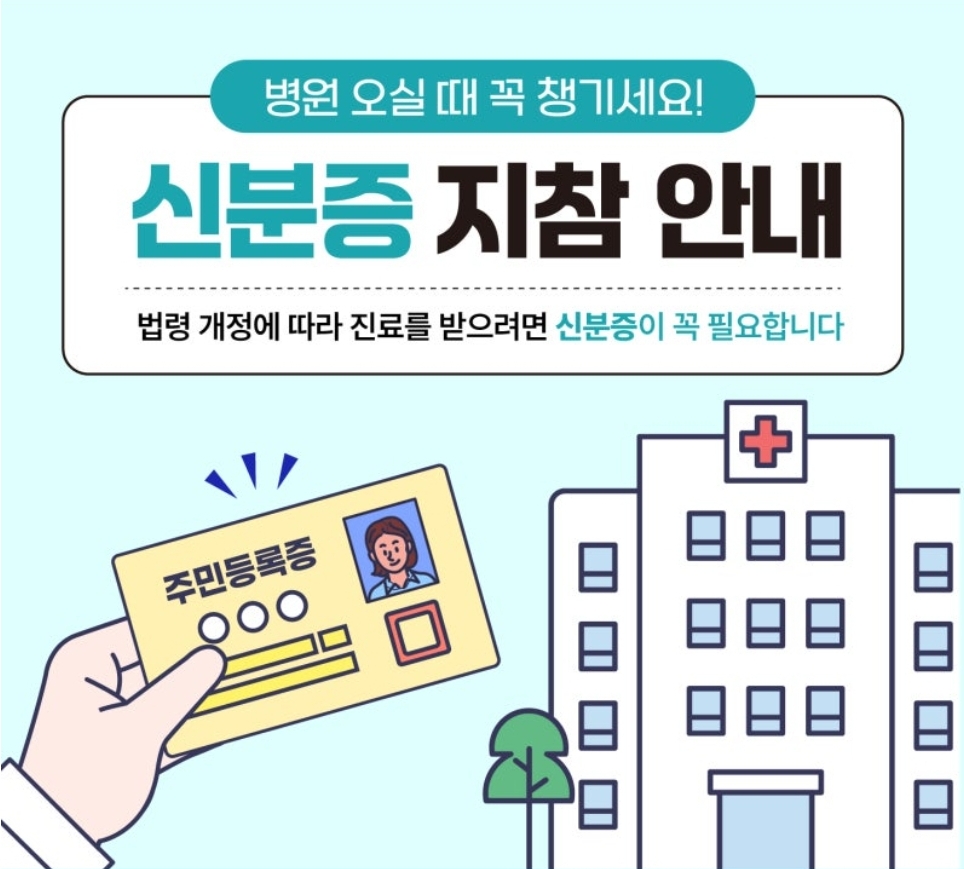 병원 오실 때 꼭 챙기세요!
신분증 지참 안내
법령 개정에 따라 진료를 받으려면 신분증이 꼭 필요합니다
주민등록증